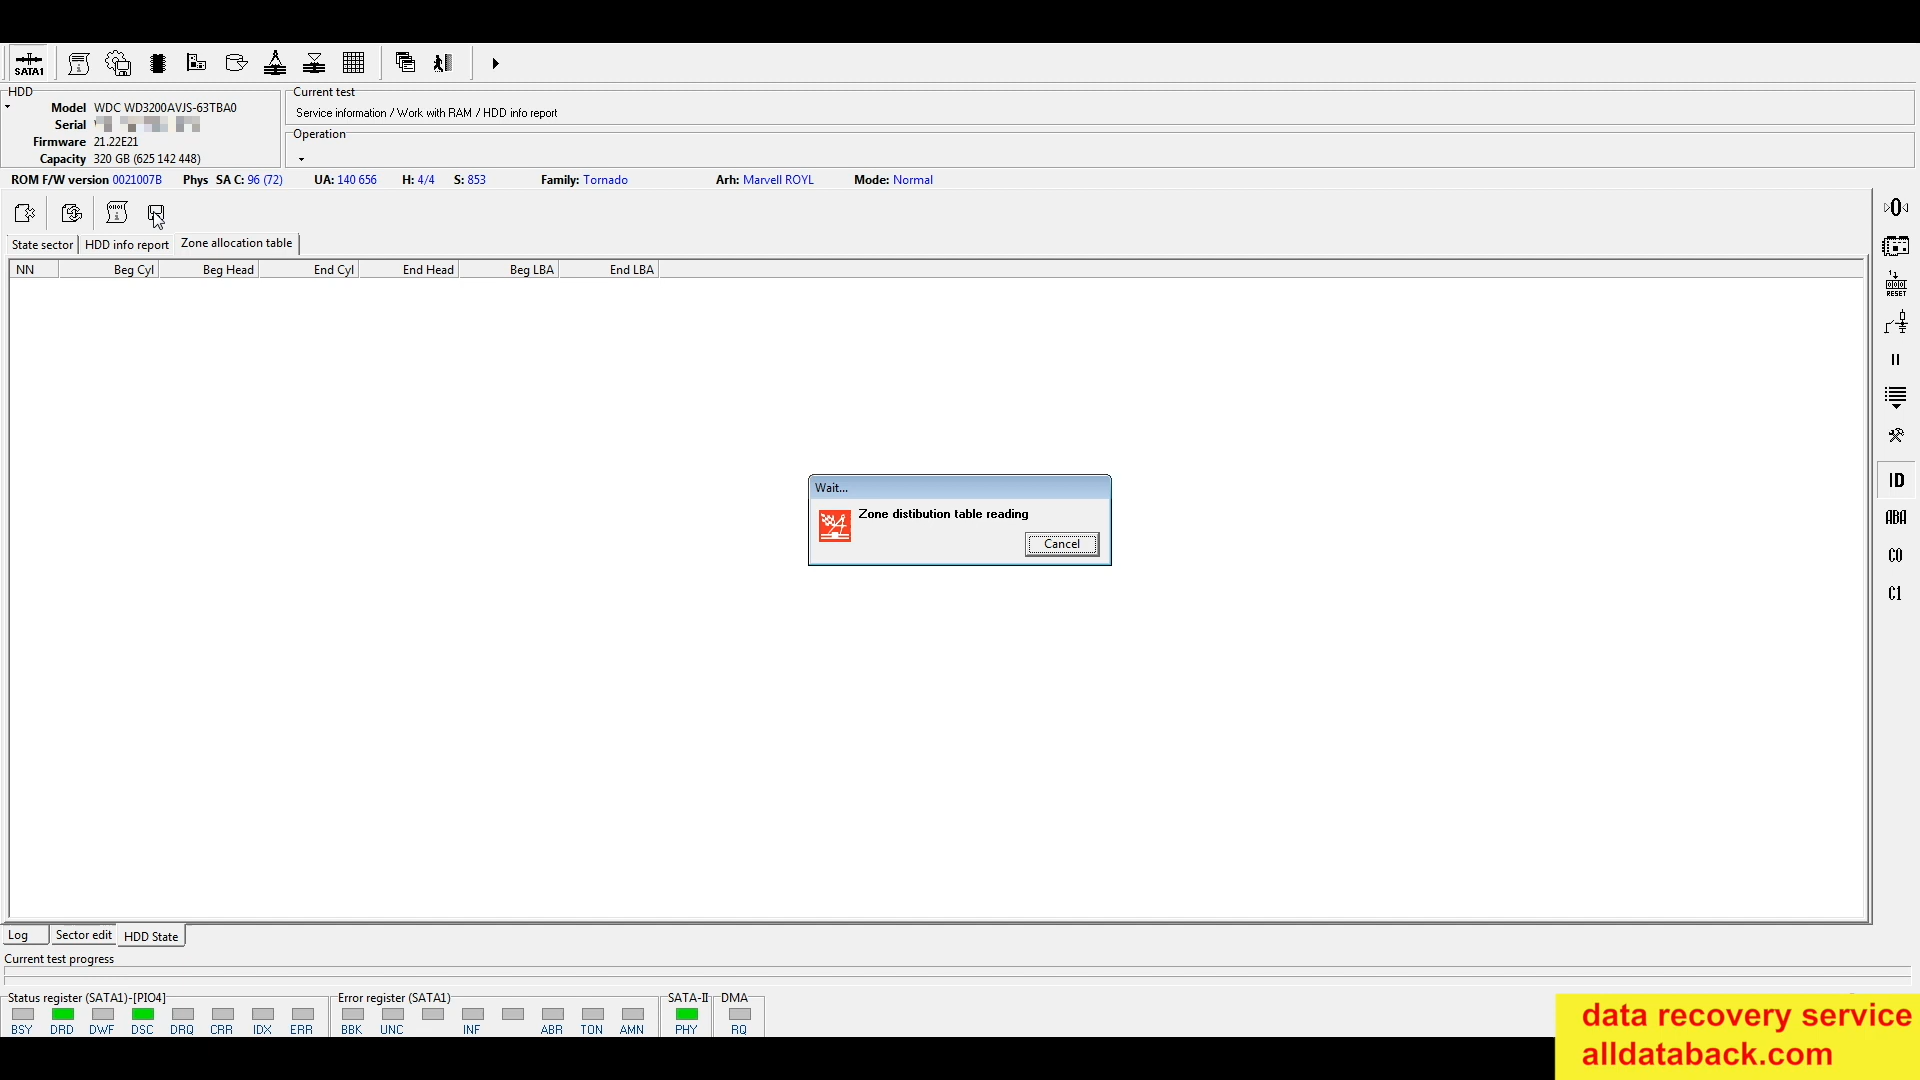 SATA1
HDD
Model WDC WD3200AVJS-63TBA0
Serial
Firmware 21.22E21
Capacity 320 GB (625 142 448)
Current test
Service information / Work with RAM / HDD info report
Operation
ROM F/W version 0021007B Phys SA C: 96 (72) UA: 140 656 H: 4/4 S: 853 Family: Tornado Arh: Marvell ROYL Mode: Normal
State sector HDD info report Zone allocation table
NN Beg Cyl Beg Head End Cyl End Head Beg LBA End LBA
RESET
ID
ABA
C0
C1
Wait...
Zone distibution table reading
Cancel
Log Sector edit HDD State
Current test progress
Status register (SATA1)-[PIO4] Error register (SATA1) SATA-II DMA
BSY DRD DWF DSC DRQ CRR IDX ERR BBK UNC INF ABR TON AMN PHY RQ
data recovery service
alldataback.com